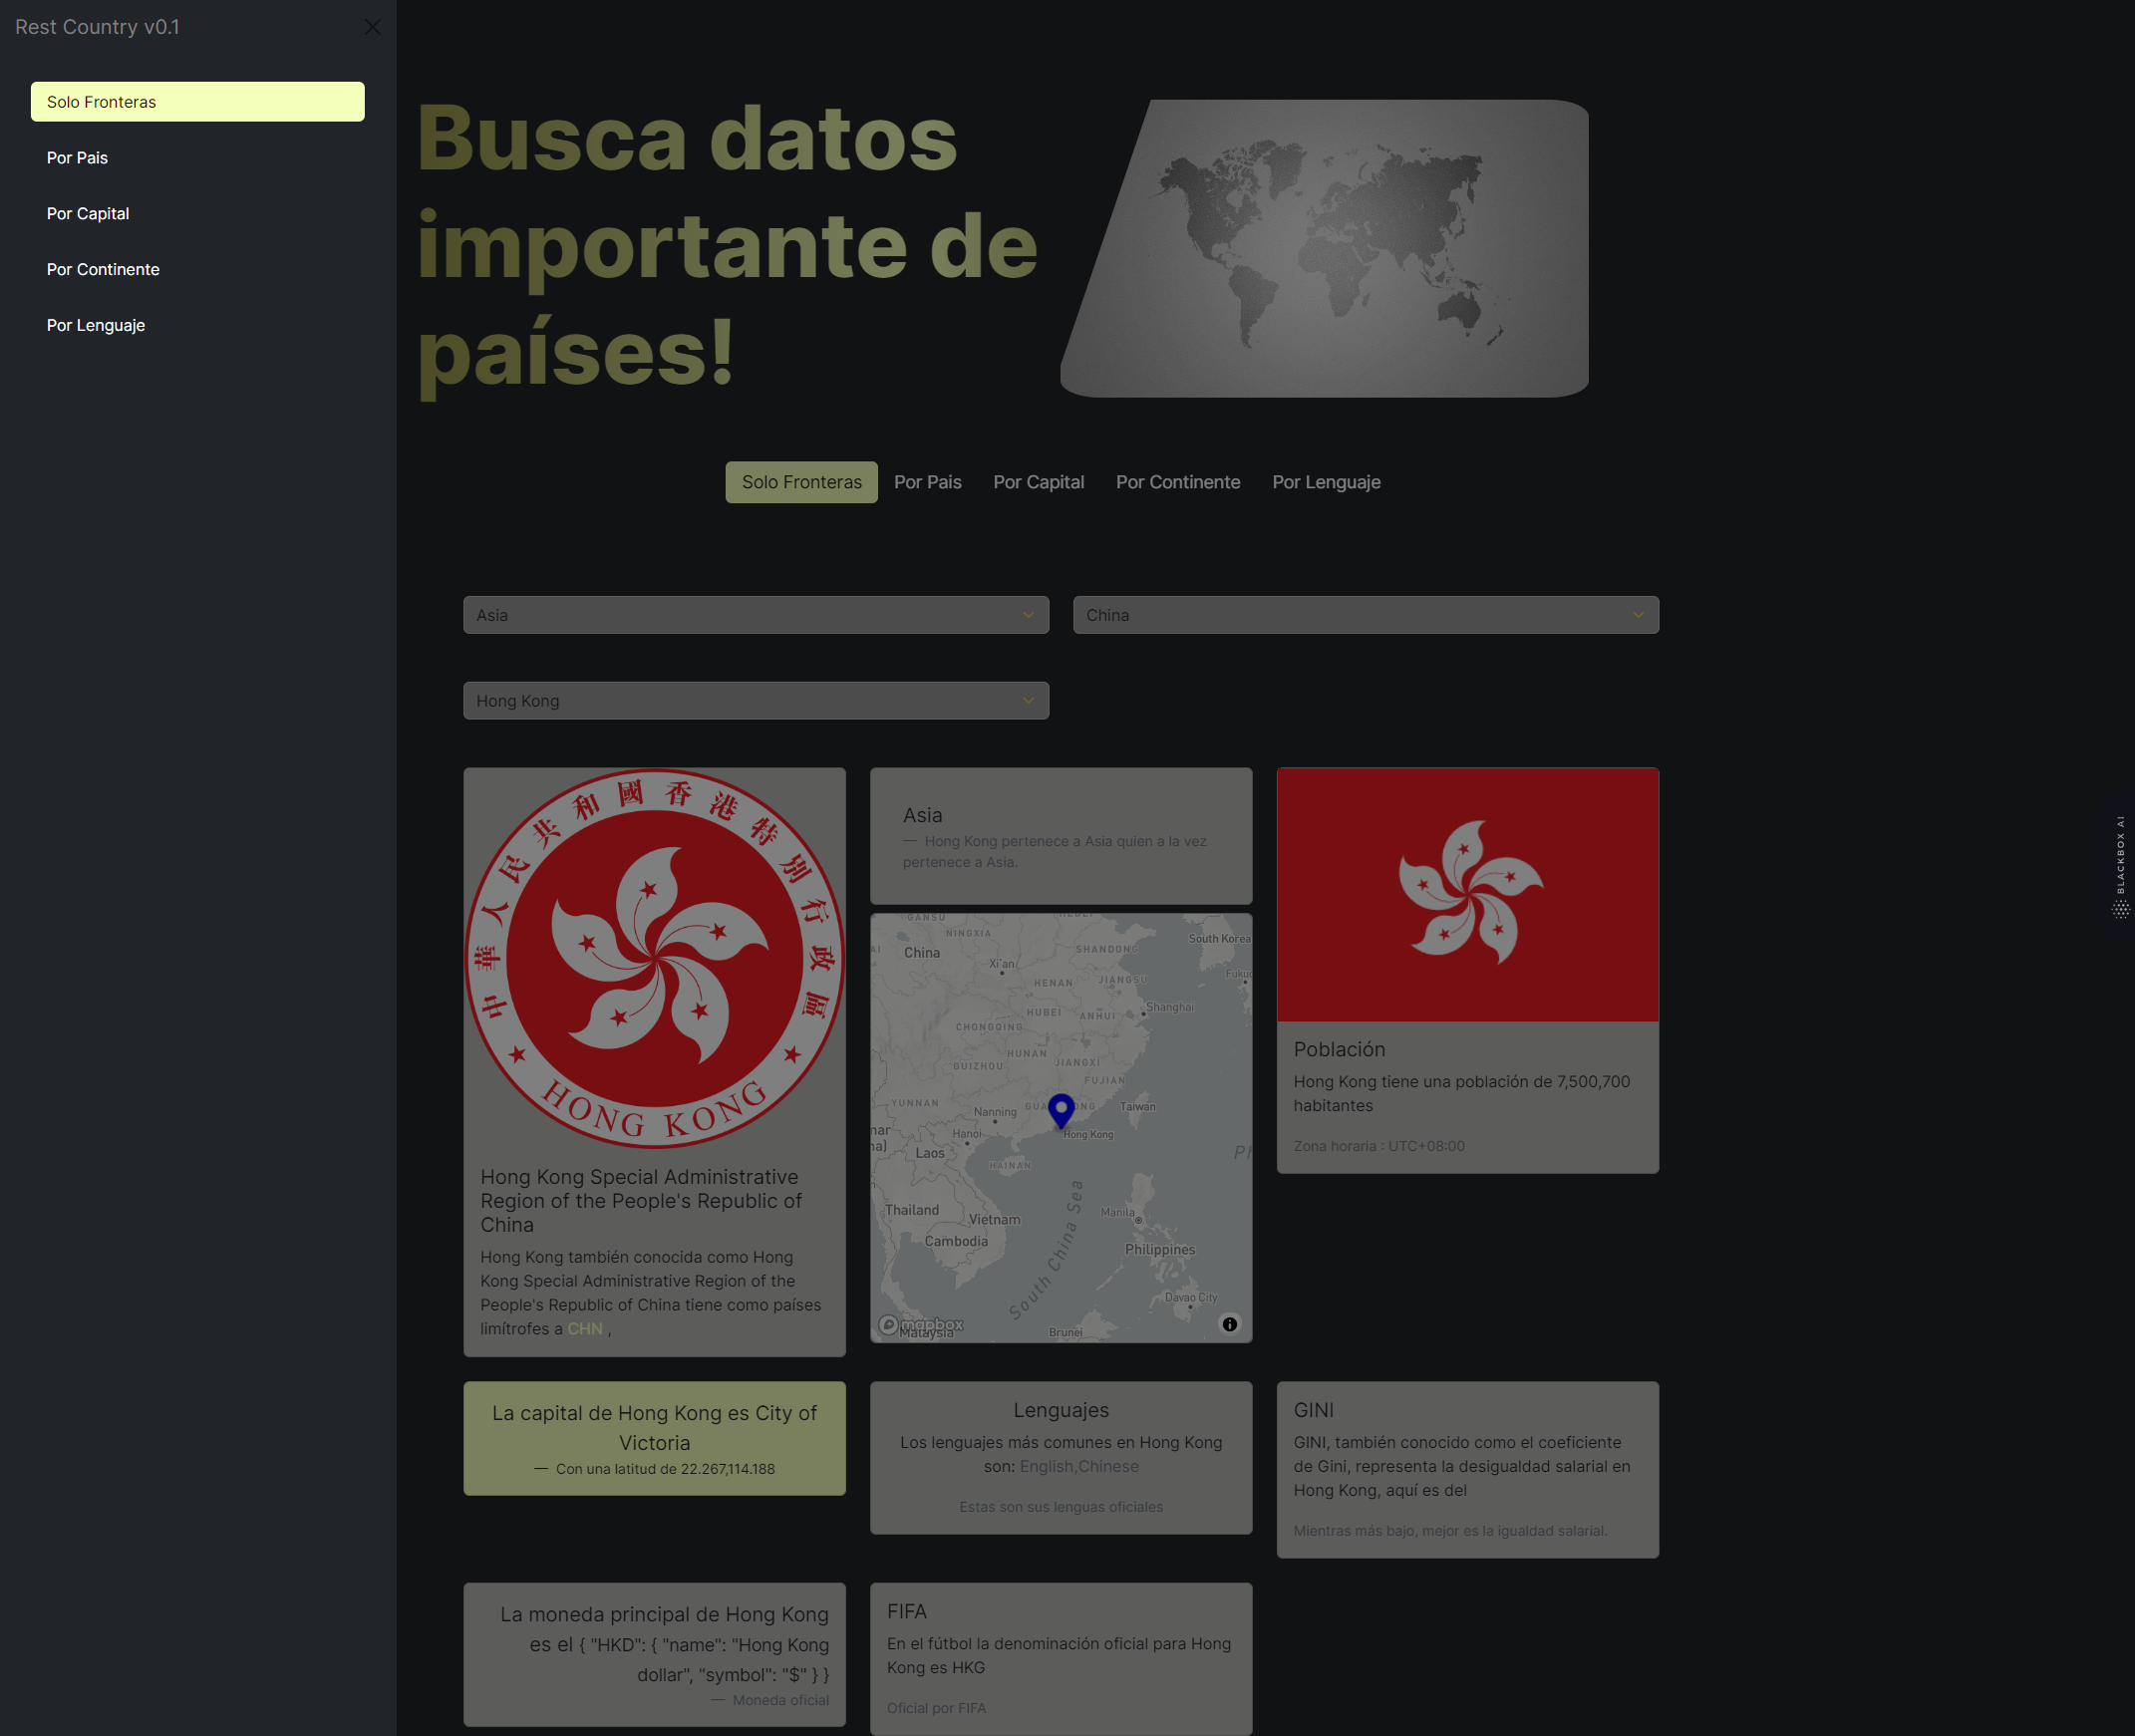 Rest Country v0.1
Solo Fronteras
Por Pais
Por Capital
Por Continente
Por Lenguaje
Busca datos
importante de
países!
Solo Fronteras
Por Pais
Por Capital
Por Continente
Por Lenguaje
Asia
China
Hong Kong
中華人民共和國香港特別行政區
HONG KONG
Hong Kong Special Administrative
Region of the People's Republic of
China
Hong Kong también conocida como Hong
Kong Special Administrative Region of the
People's Republic of China tiene como países
limítrofes a CHN ,
Asia
— Hong Kong pertenece a Asia quien a la vez
pertenece a Asia.
GANSU
NINGXIA
SHANDONG
South Korea
China
Xi'an
HENAN
JIANGSU
Shanghai
HUBEI
ANHUI
CHONGQING
HUNAN
JIANGXI
GUIZHOU
FUJIAN
YUNNAN
Nanning
Taiwan
Hanoi
Hong Kong
Laos
HAINAN
Thailand
Vietnam
Manila
Cambodia
South China Sea
Philippines
Davao City
mapbox
Malaysia
Brunei
Población
Hong Kong tiene una población de 7,500,700
habitantes
Zona horaria : UTC+08:00
BLACKBOX AI
La capital de Hong Kong es City of
Victoria
— Con una latitud de 22.267,114.188
Lenguajes
Los lenguajes más comunes en Hong Kong
son: English,Chinese
Estas son sus lenguas oficiales
GINI
GINI, también conocido como el coeficiente
de Gini, representa la desigualdad salarial en
Hong Kong, aquí es del
Mientras más bajo, mejor es la igualdad salarial.
La moneda principal de Hong Kong
es el { "HKD": { "name": "Hong Kong
dollar", "symbol": "$" } }
— Moneda oficial
FIFA
En el fútbol la denominación oficial para Hong
Kong es HKG
Oficial por FIFA